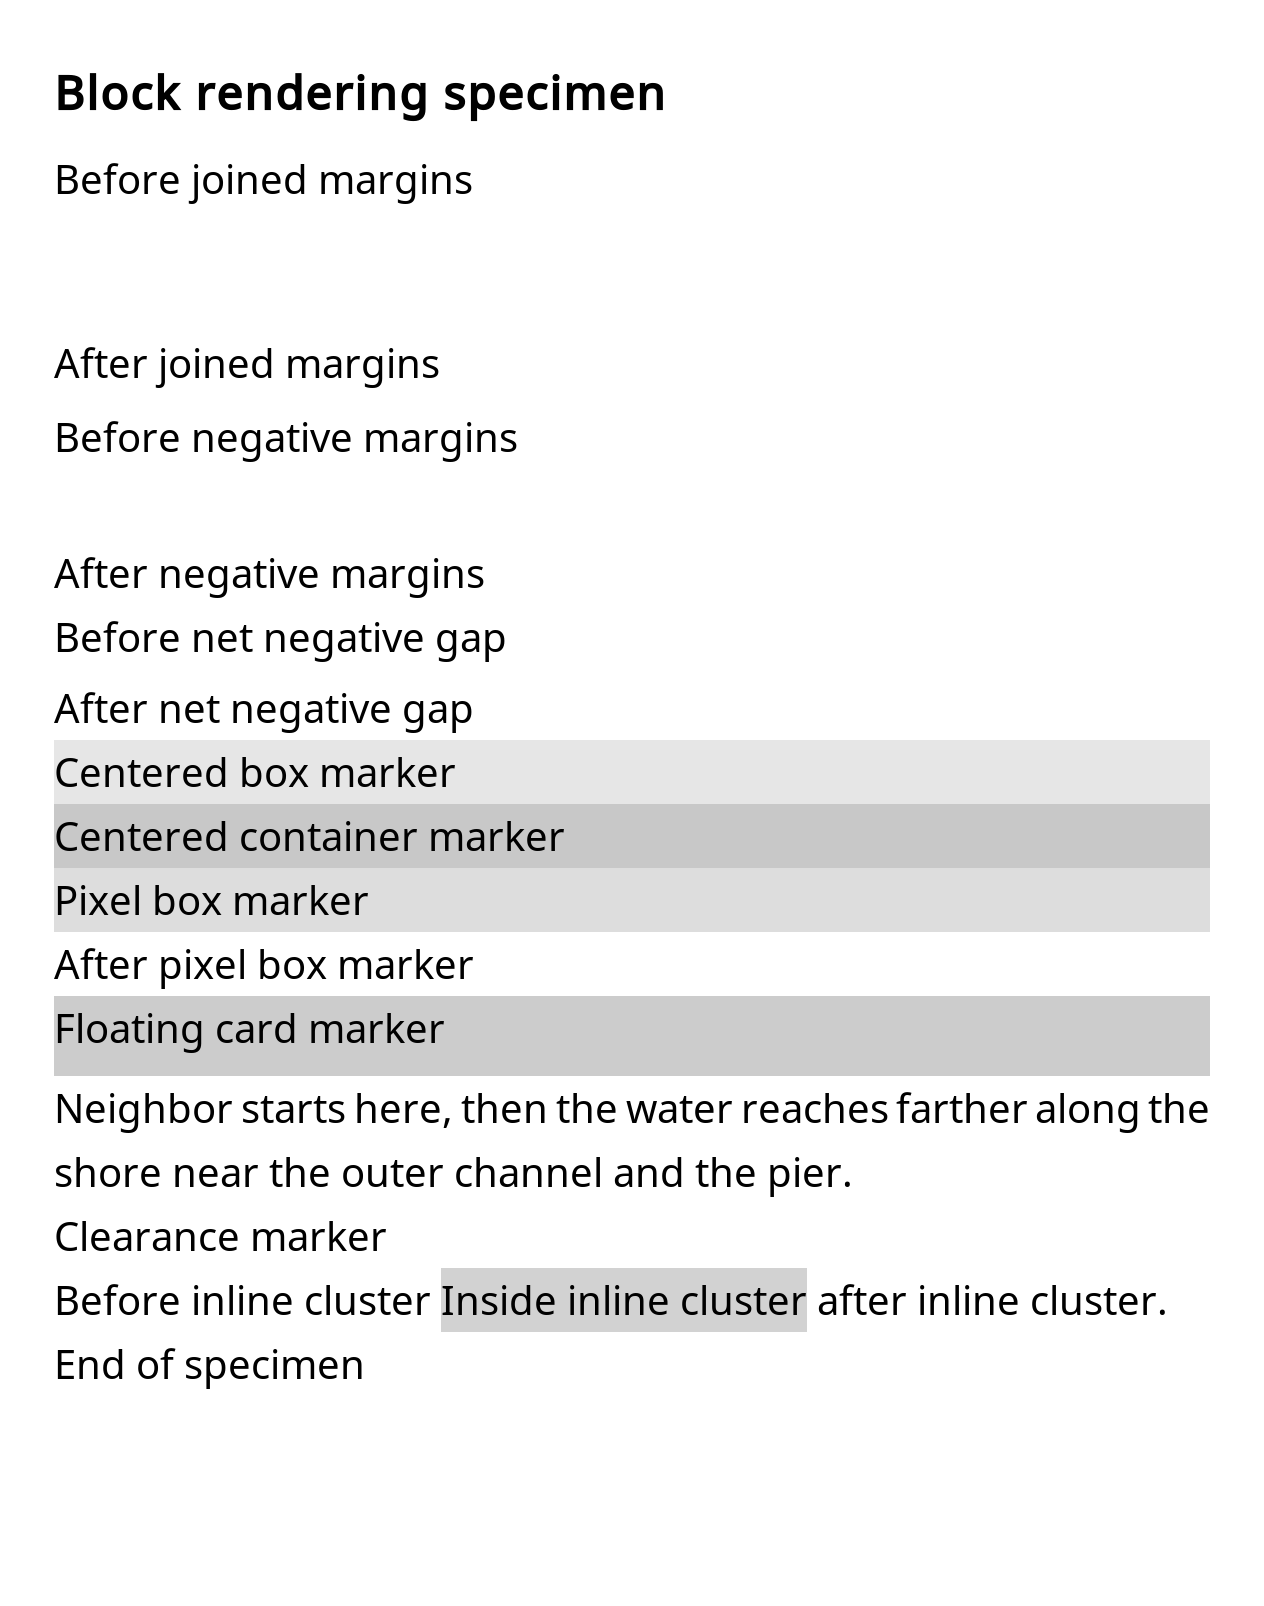 Block rendering specimen
Before joined margins
After joined margins
Before negative margins
After negative margins
Before net negative gap
After net negative gap
Centered box marker
Centered container marker
Pixel box marker
After pixel box marker
Floating card marker
Neighbor starts here, then the water reaches farther along the
shore near the outer channel and the pier.
Clearance marker
Before inline cluster Inside inline cluster after inline cluster.
End of specimen